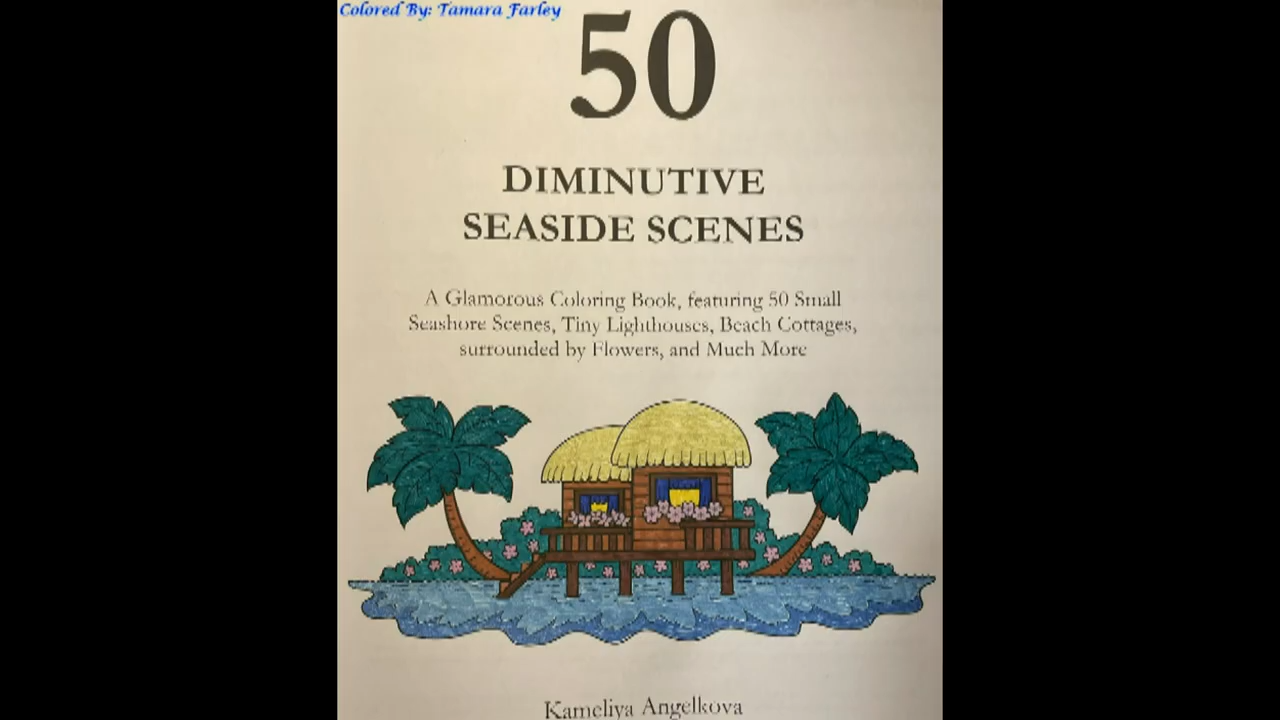 Colored By: Tamara Farley
50
DIMINUTIVE
SEASIDE SCENES
A Glamorous Coloring Book, featuring 50 Small
Seashore Scenes, Tiny Lighthouses, Beach Cottages,
surrounded by Flowers, and Much More
Kameliya Angelkova